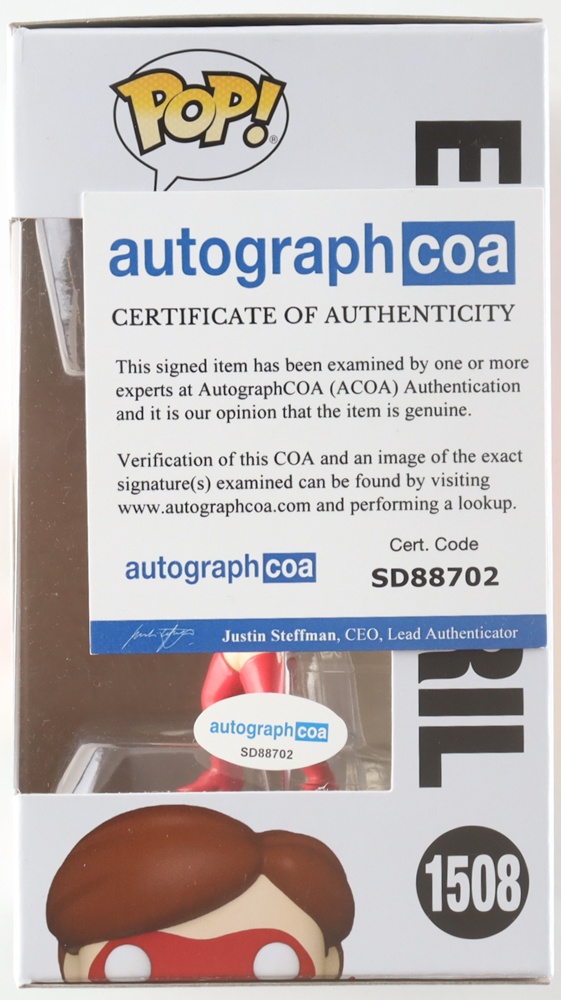 POP!
®
E
autographcoa
CERTIFICATE OF AUTHENTICITY
This signed item has been examined by one or more
experts at AutographCOA (ACOA) Authentication
and it is our opinion that the item is genuine.
Verification of this COA and an image of the exact
signature(s) examined can be found by visiting
www.autographcoa.com and performing a lookup.
autographcoa
Cert. Code
SD88702
Justin Steffman, CEO, Lead Authenticator
RIL
autographcoa
SD88702
1508